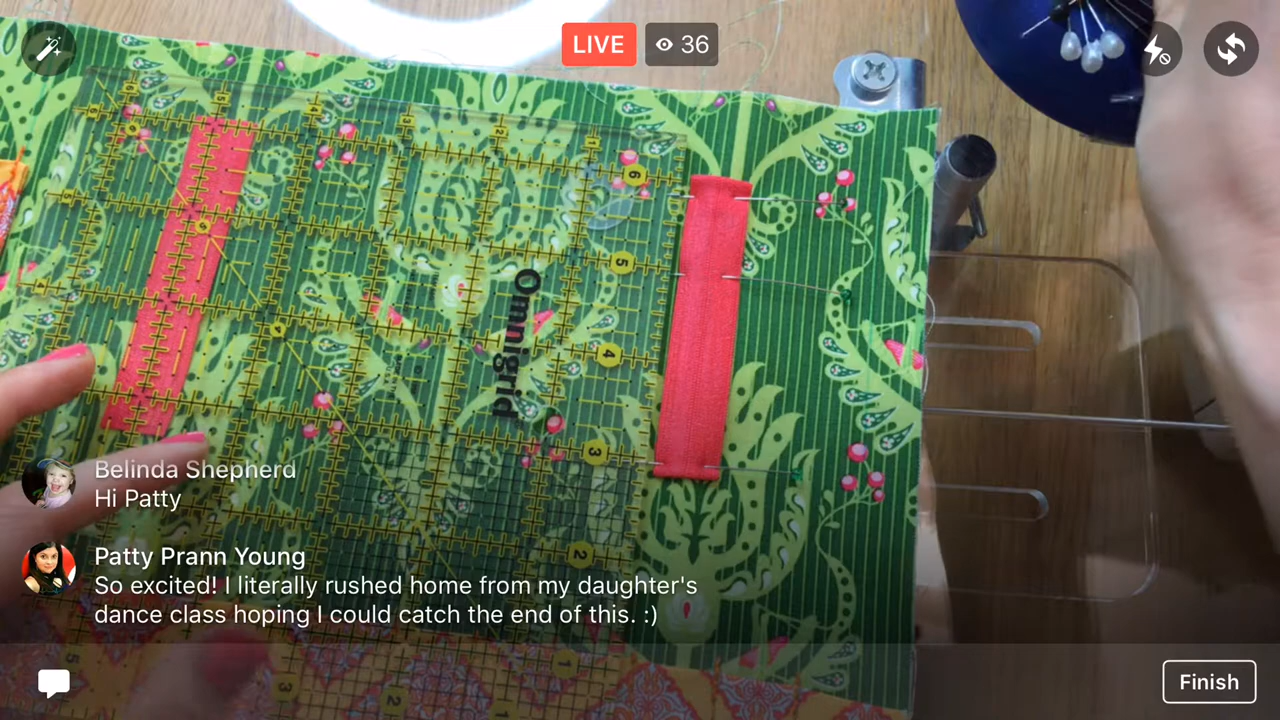 LIVE
36
Omnigrid
6
5
4
3
2
1
Belinda Shepherd
Hi Patty
Patty Prann Young
So excited! I literally rushed home from my daughter's
dance class hoping I could catch the end of this. :)
Finish